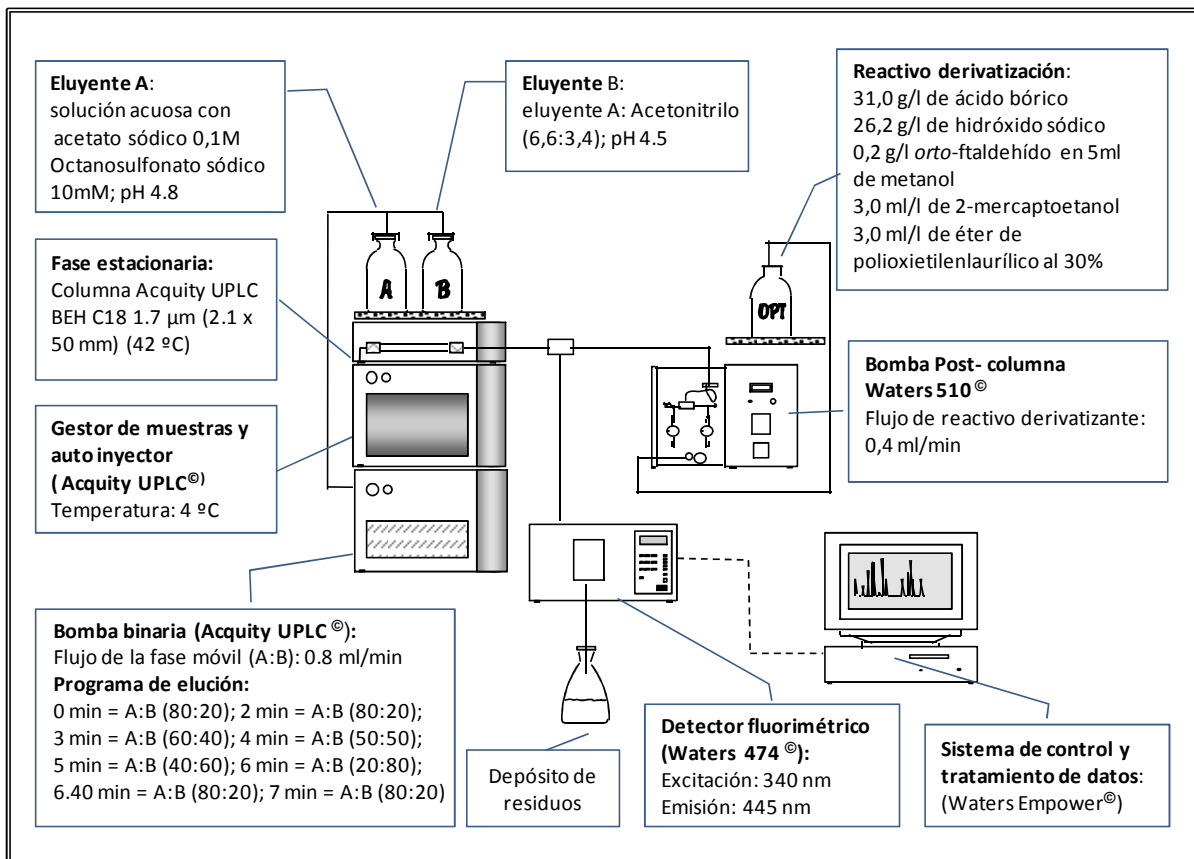 Eluyente A:
solución acuosa con
acetato sódico 0,1M
Octanosulfonato sódico
10mM; pH 4.8
Eluyente B:
eluyente A: Acetonitrilo
(6,6:3,4); pH 4.5
Reactivo derivatización:
31,0 g/l de ácido bórico
26,2 g/l de hidróxido sódico
0,2 g/l orto-ftaldehído en 5ml
de metanol
3,0 ml/l de 2-mercaptoetanol
3,0 ml/l de éter de
polioxietilenlaurílico al 30%
Fase estacionaria:
Columna Acquity UPLC
BEH C18 1.7 µm (2.1 x
50 mm) (42 ºC)
A
B
OPT
Gestor de muestras y
auto inyector
( Acquity UPLC©)
Temperatura: 4 ºC
Bomba Post- columna
Waters 510 ©
Flujo de reactivo derivatizante:
0,4 ml/min
Bomba binaria (Acquity UPLC ©):
Flujo de la fase móvil (A:B): 0.8 ml/min
Programa de elución:
0 min = A:B (80:20); 2 min = A:B (80:20);
3 min = A:B (60:40); 4 min = A:B (50:50);
5 min = A:B (40:60); 6 min = A:B (20:80);
6.40 min = A:B (80:20); 7 min = A:B (80:20)
Depósito de
residuos
Detector fluorimétrico
(Waters 474 ©):
Excitación: 340 nm
Emisión: 445 nm
Sistema de control y
tratamiento de datos:
(Waters Empower©)